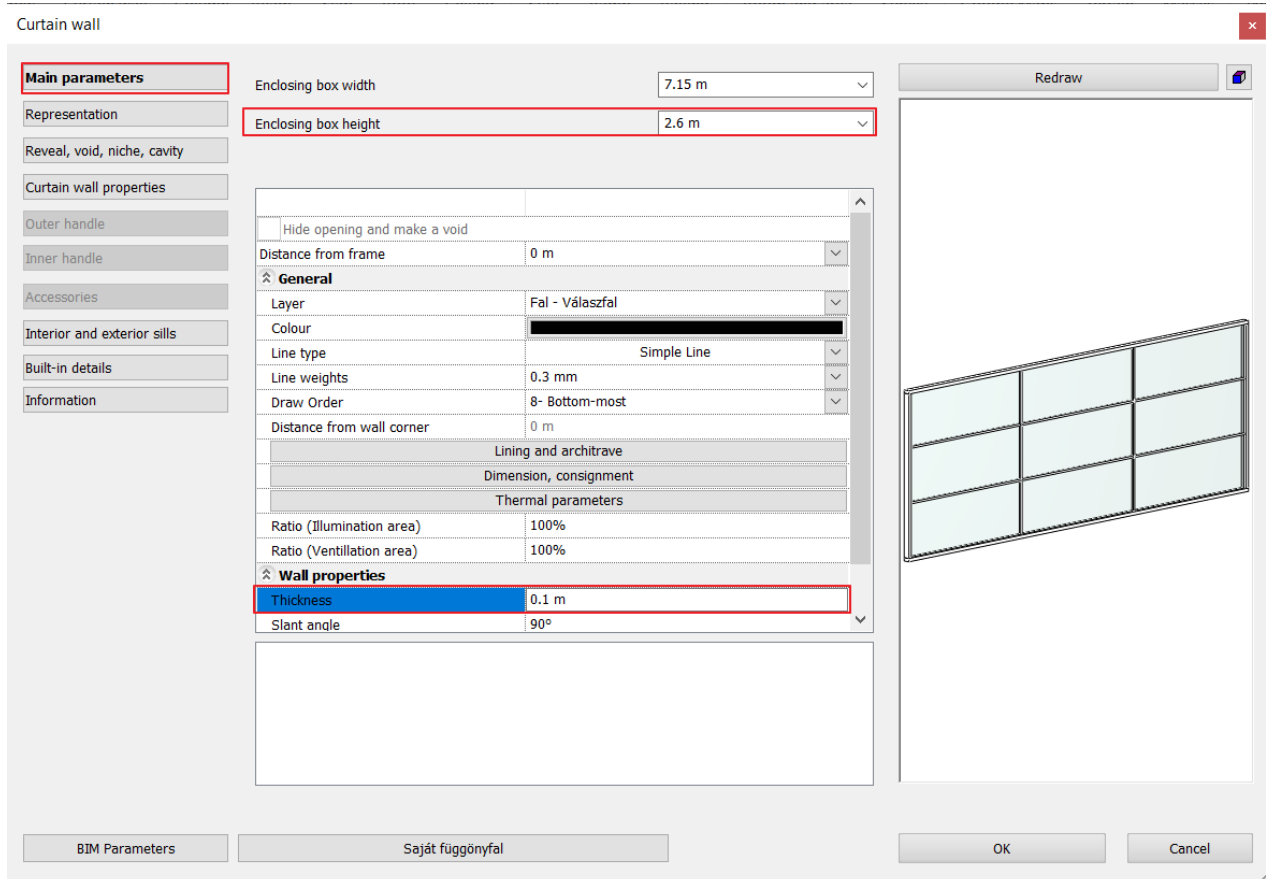 Curtain wall
Main parameters
Representation
Reveal, void, niche, cavity
Curtain wall properties
Outer handle
Inner handle
Accessories
Interior and exterior sills
Built-in details
Information
Enclosing box width 7.15 m
Enclosing box height 2.6 m
Hide opening and make a void
Distance from frame 0 m
General
Layer Fal - Válaszfal
Colour
Line type Simple Line
Line weights 0.3 mm
Draw Order 8- Bottom-most
Distance from wall corner 0 m
Lining and architrave
Dimension, consignment
Thermal parameters
Ratio (Illumination area) 100%
Ratio (Ventillation area) 100%
Wall properties
Thickness 0.1 m
Slant angle 90°
Redraw
BIM Parameters
Saját függönyfal
OK
Cancel